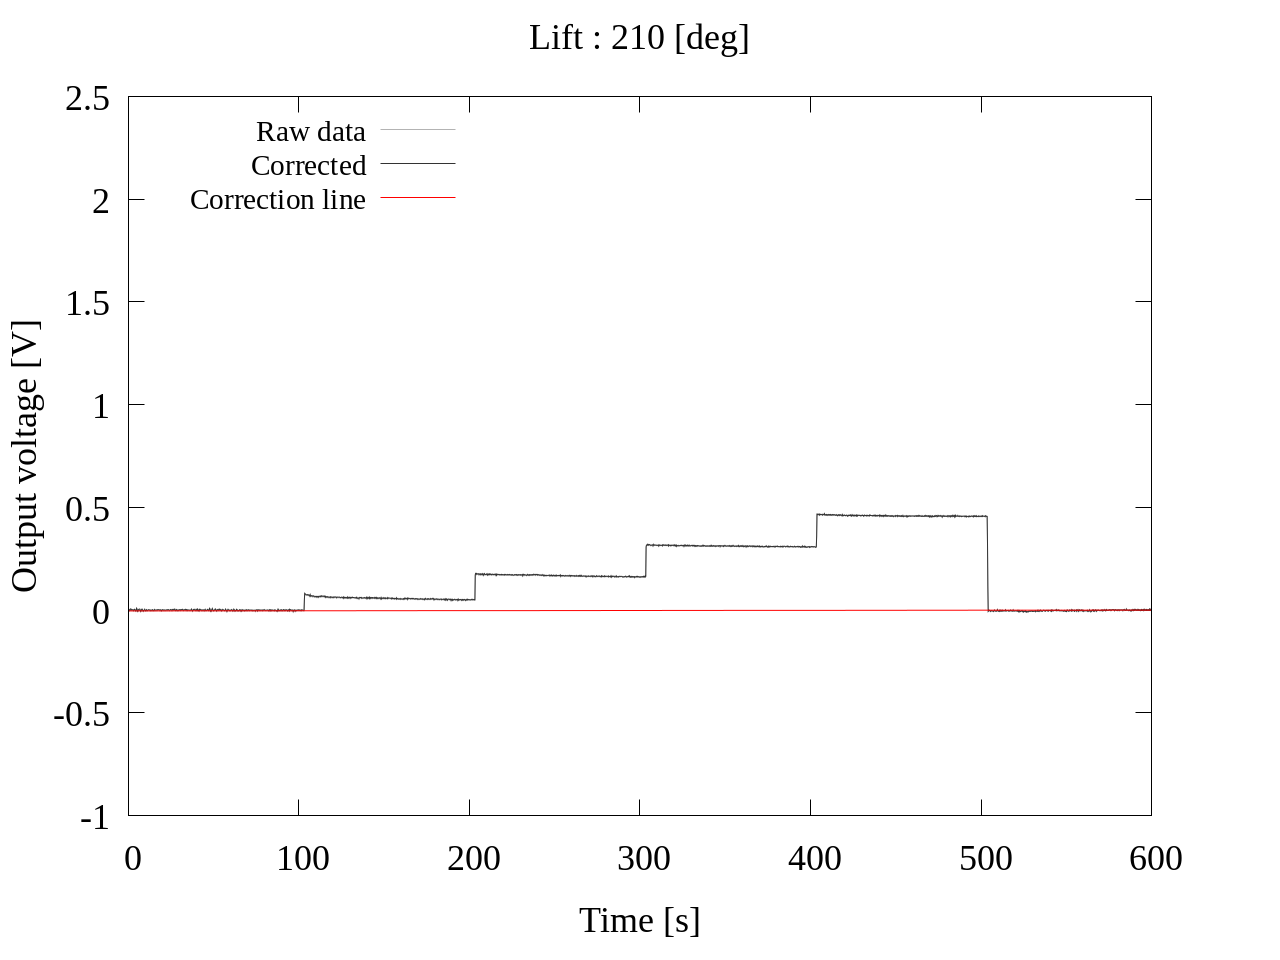 Lift : 210 [deg]
2.5
2
1.5
1
0.5
0
-0.5
-1
Raw data
Corrected
Correction line
Output voltage [V]
0 100 200 300 400 500 600
Time [s]